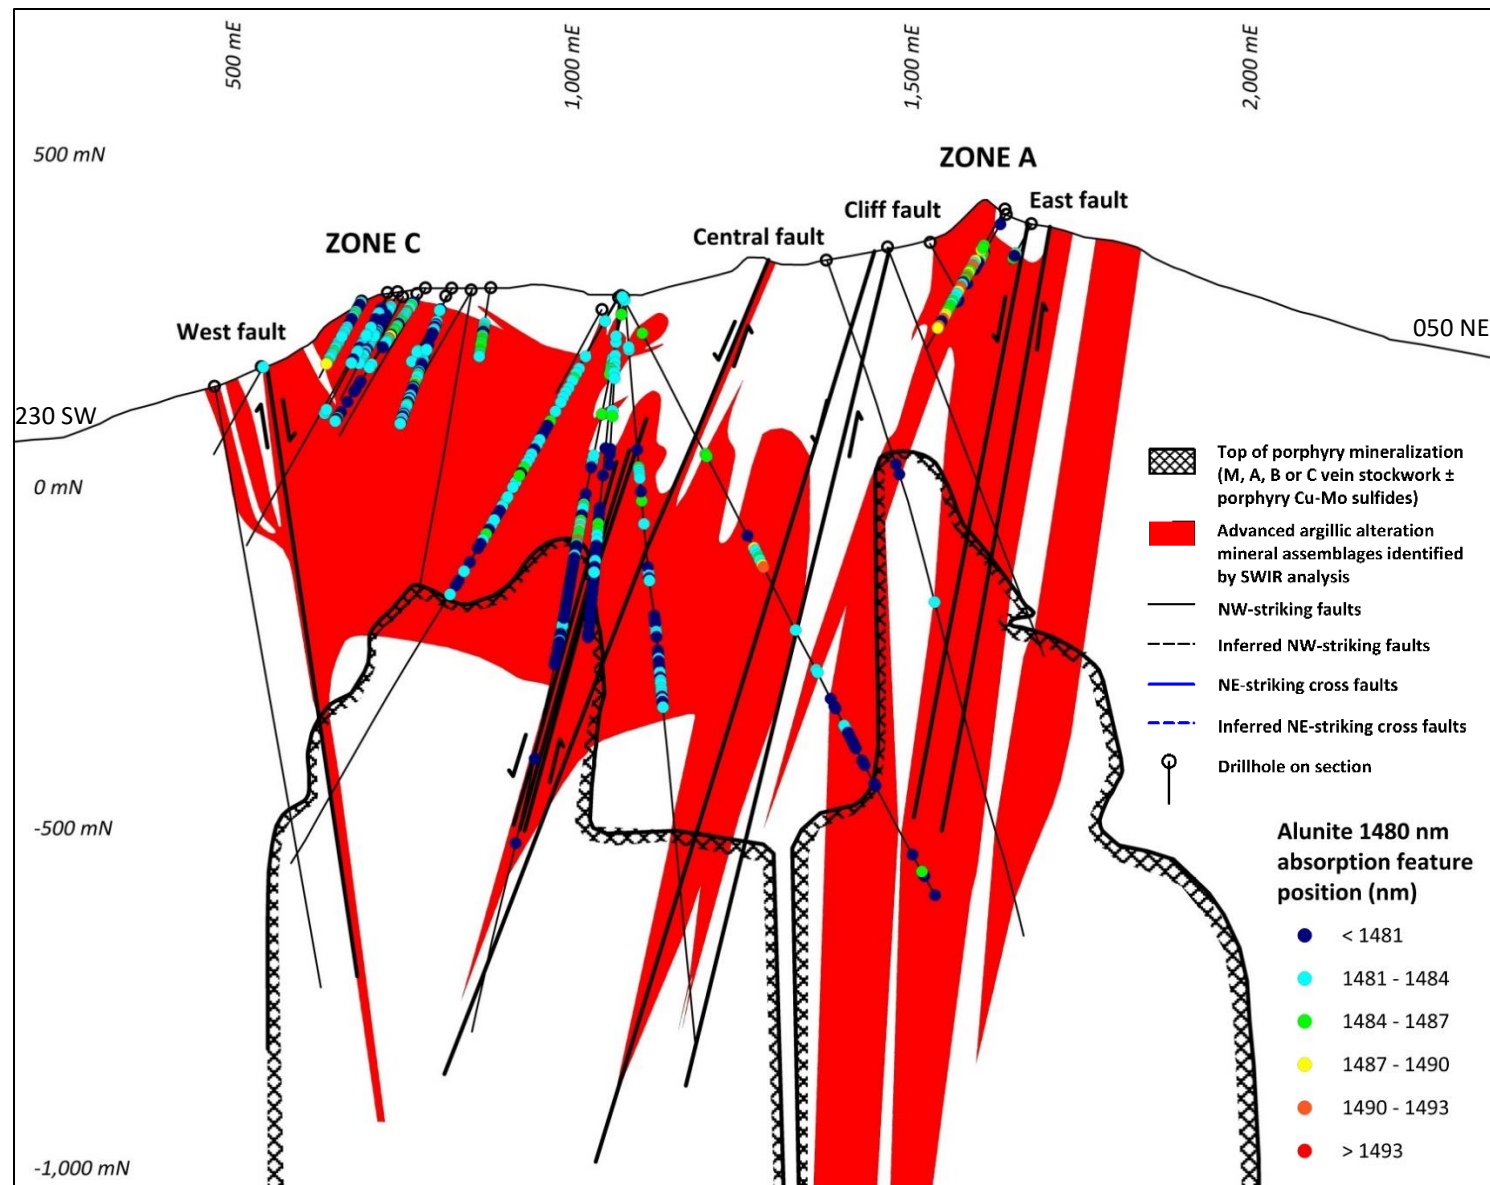 500 mE
1,000 mE
1,500 mE
2,000 mE
500 mN
ZONE A
East fault
Cliff fault
Central fault
ZONE C
West fault
050 NE
230 SW
0 mN
-500 mN
-1,000 mN
Top of porphyry mineralization
(M, A, B or C vein stockwork ±
porphyry Cu-Mo sulfides)
Advanced argillic alteration
mineral assemblages identified
by SWIR analysis
NW-striking faults
Inferred NW-striking faults
NE-striking cross faults
Inferred NE-striking cross faults
Drillhole on section
Alunite 1480 nm
absorption feature
position (nm)
< 1481
1481 - 1484
1484 - 1487
1487 - 1490
1490 - 1493
> 1493